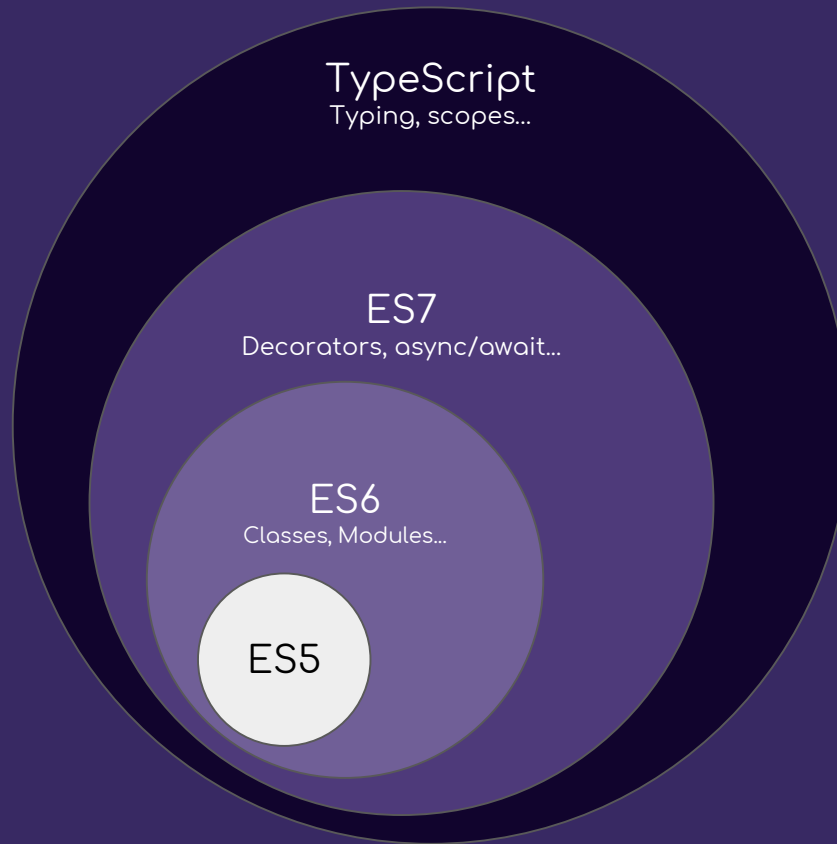 TypeScript
Typing, scopes...
ES7
Decorators, async/await...
ES6
Classes, Modules...
ES5